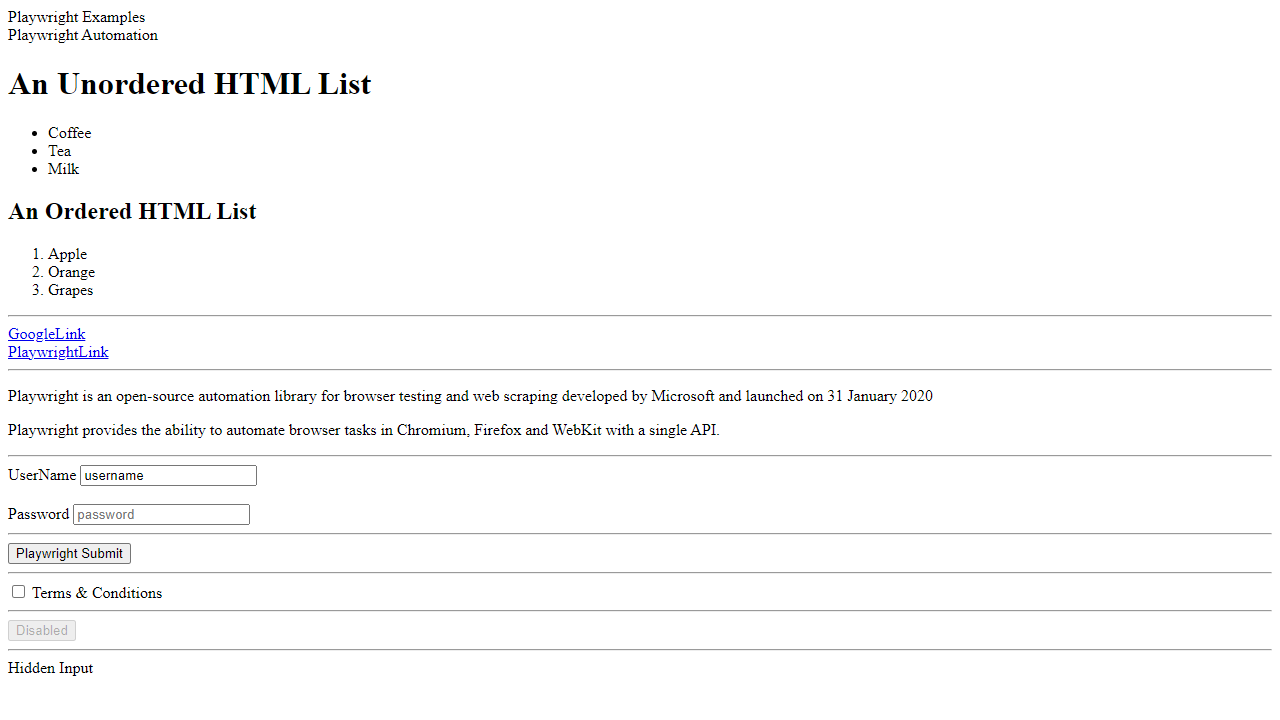 Playwright Examples
Playwright Automation
An Unordered HTML List
Coffee
Tea
Milk
An Ordered HTML List
1. Apple
2. Orange
3. Grapes
GoogleLink
PlaywrightLink
Playwright is an open-source automation library for browser testing and web scraping developed by Microsoft and launched on 31 January 2020
Playwright provides the ability to automate browser tasks in Chromium, Firefox and WebKit with a single API.
UserName username
Password password
Playwright Submit
Terms & Conditions
Disabled
Hidden Input